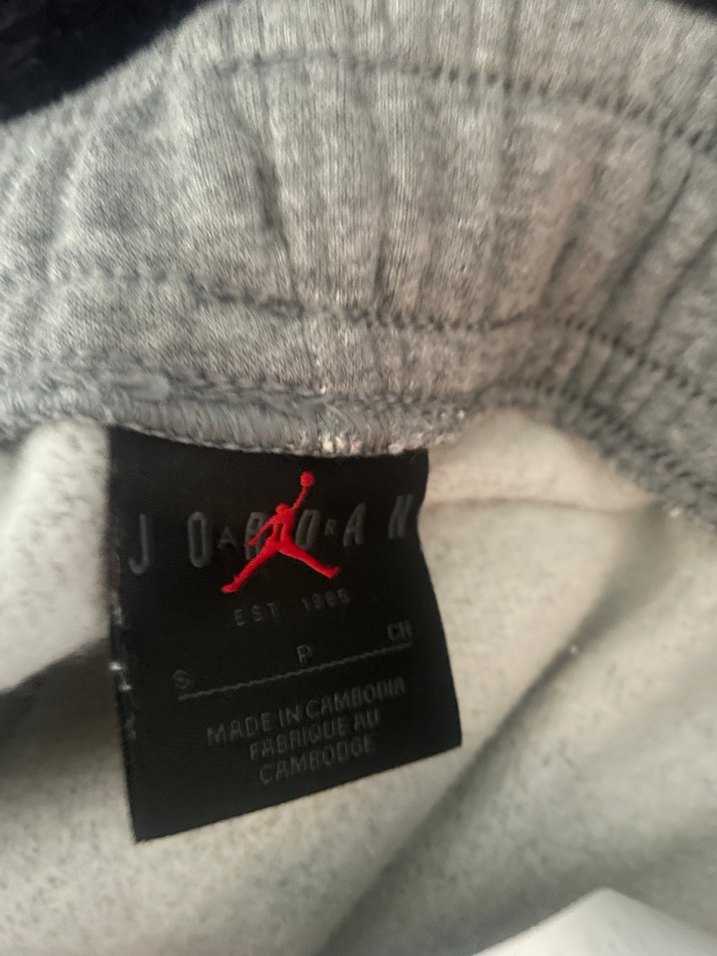 JORDAN
AIR
EST. 1985
S P CH
MADE IN CAMBODIA
FABRIQUE AU
CAMBODGE